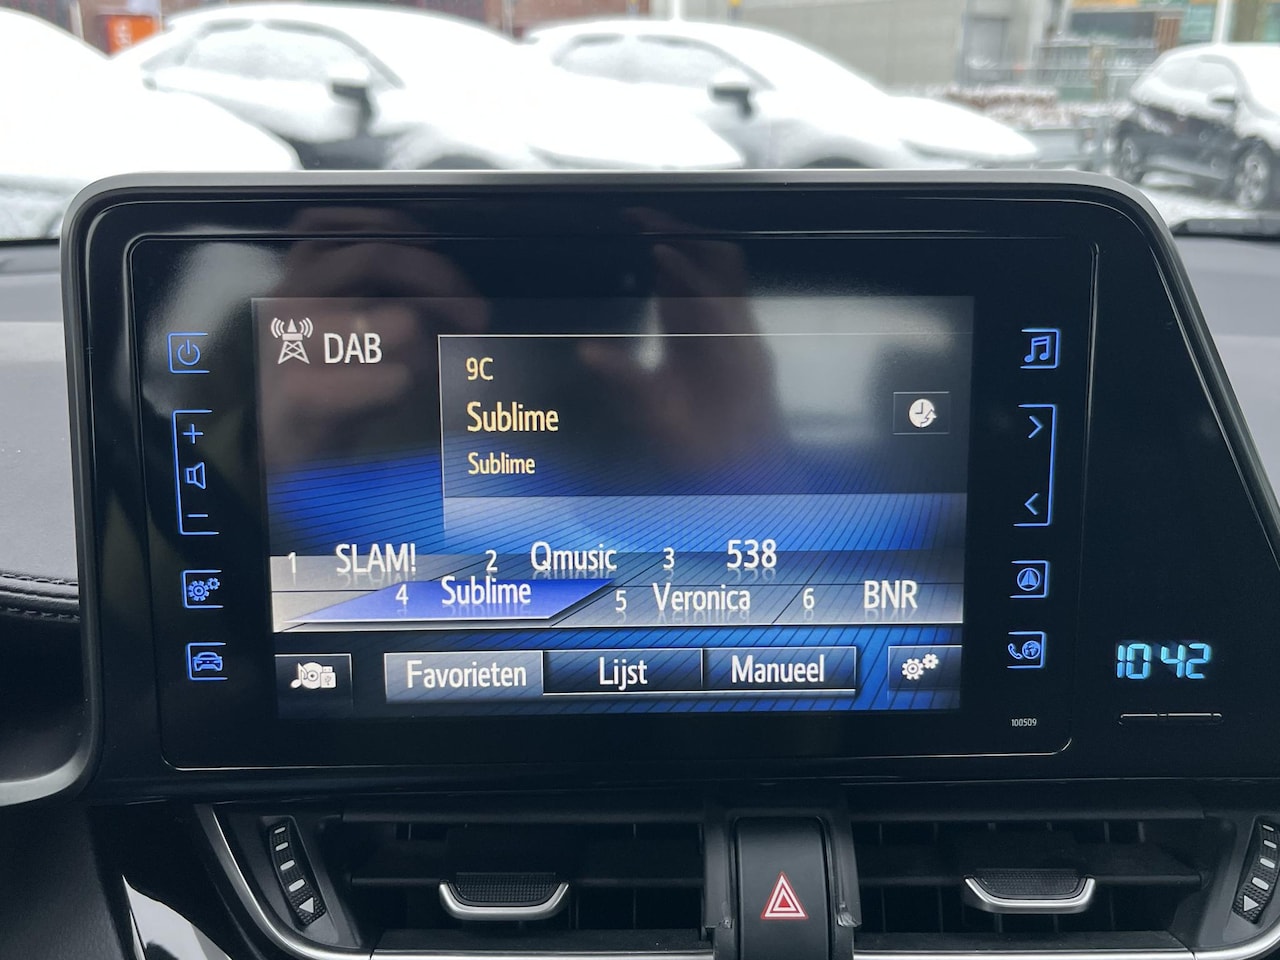 DAB
9C
Sublime
Sublime
1 SLAM! 2 Qmusic 3 538
4 Sublime 5 Veronica 6 BNR
Favorieten Lijst Manueel
100509
10:42